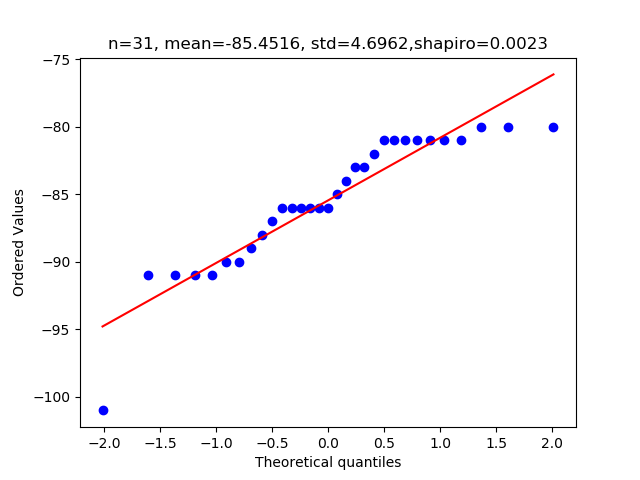 n=31, mean=-85.4516, std=4.6962,shapiro=0.0023
−75
−80
−85
−90
−95
−100
Ordered Values
−2.0 −1.5 −1.0 −0.5 0.0 0.5 1.0 1.5 2.0
Theoretical quantiles